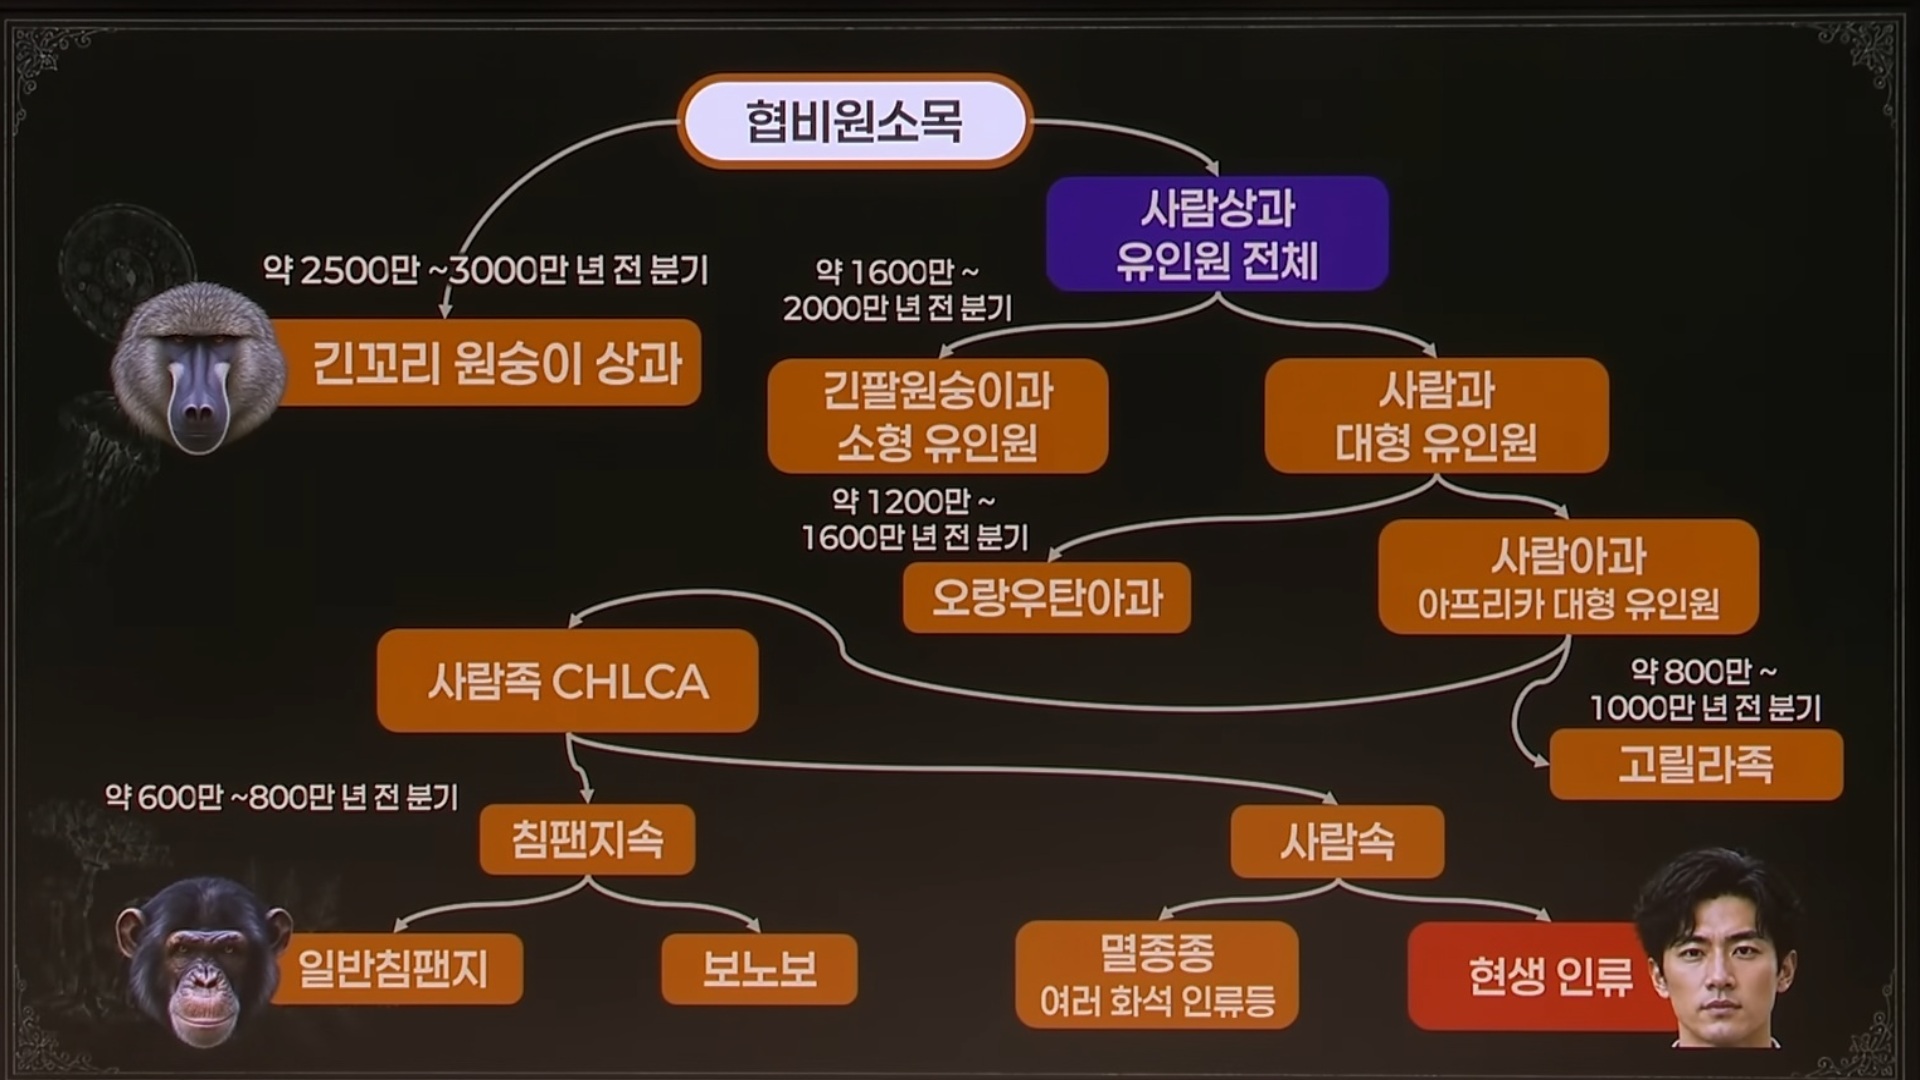 협비원소목
사람상과
유인원 전체
약 2500만 ~3000만 년 전 분기
긴꼬리 원숭이 상과
약 1600만 ~
2000만 년 전 분기
긴팔원숭이과
소형 유인원
사람과
대형 유인원
약 1200만 ~
1600만 년 전 분기
오랑우탄아과
사람아과
아프리카 대형 유인원
사람족 CHLCA
약 800만 ~
1000만 년 전 분기
고릴라족
약 600만 ~800만 년 전 분기
침팬지속
사람속
일반침팬지
보노보
멸종종
여러 화석 인류등
현생 인류